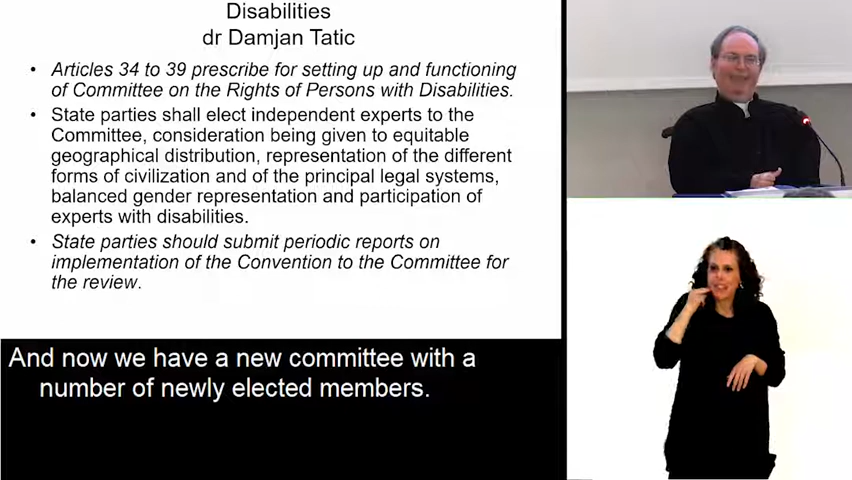 Disabilities
dr Damjan Tatic
• Articles 34 to 39 prescribe for setting up and functioning
of Committee on the Rights of Persons with Disabilities.
• State parties shall elect independent experts to the
Committee, consideration being given to equitable
geographical distribution, representation of the different
forms of civilization and of the principal legal systems,
balanced gender representation and participation of
experts with disabilities.
• State parties should submit periodic reports on
implementation of the Convention to the Committee for
the review.
And now we have a new committee with a
number of newly elected members.